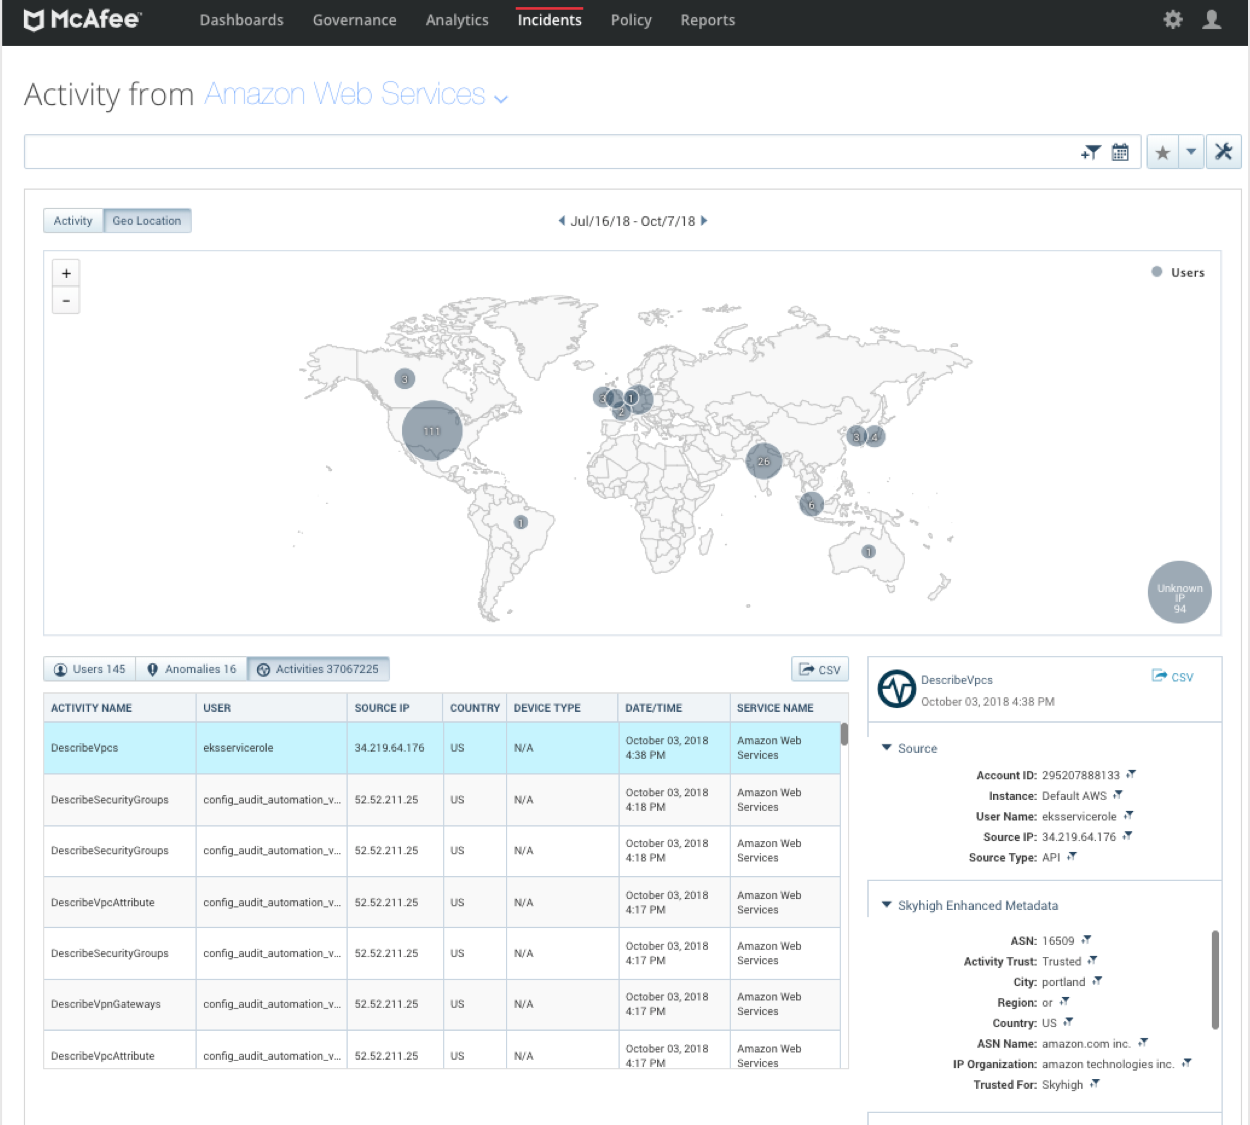 McAfee™
Dashboards Governance Analytics Incidents Policy Reports
Activity from Amazon Web Services
Activity Geo Location
Jul/16/18 - Oct/7/18
+
−
Users
3
111
3
2
1
3 4
26
6
1
1
Unknown
IP
94
Users 145 Anomalies 16 Activities 37067225
CSV
ACTIVITY NAME USER SOURCE IP COUNTRY DEVICE TYPE DATE/TIME SERVICE NAME
DescribeVpcs eksservicerole 34.219.64.176 US N/A October 03, 2018 4:38 PM Amazon Web Services
DescribeSecurityGroups config_audit_automation_v... 52.52.211.25 US N/A October 03, 2018 4:18 PM Amazon Web Services
DescribeSecurityGroups config_audit_automation_v... 52.52.211.25 US N/A October 03, 2018 4:18 PM Amazon Web Services
DescribeVpcAttribute config_audit_automation_v... 52.52.211.25 US N/A October 03, 2018 4:17 PM Amazon Web Services
DescribeSecurityGroups config_audit_automation_v... 52.52.211.25 US N/A October 03, 2018 4:17 PM Amazon Web Services
DescribeVpnGateways config_audit_automation_v... 52.52.211.25 US N/A October 03, 2018 4:17 PM Amazon Web Services
DescribeVpcAttribute config_audit_automation_v... 52.52.211.25 US N/A October 03, 2018 4:17 PM Amazon Web Services
DescribeVpcs
October 03, 2018 4:38 PM
CSV
Source
Account ID: 295207888133
Instance: Default AWS
User Name: eksservicerole
Source IP: 34.219.64.176
Source Type: API
Skyhigh Enhanced Metadata
ASN: 16509
Activity Trust: Trusted
City: portland
Region: or
Country: US
ASN Name: amazon.com inc.
IP Organization: amazon technologies inc.
Trusted For: Skyhigh